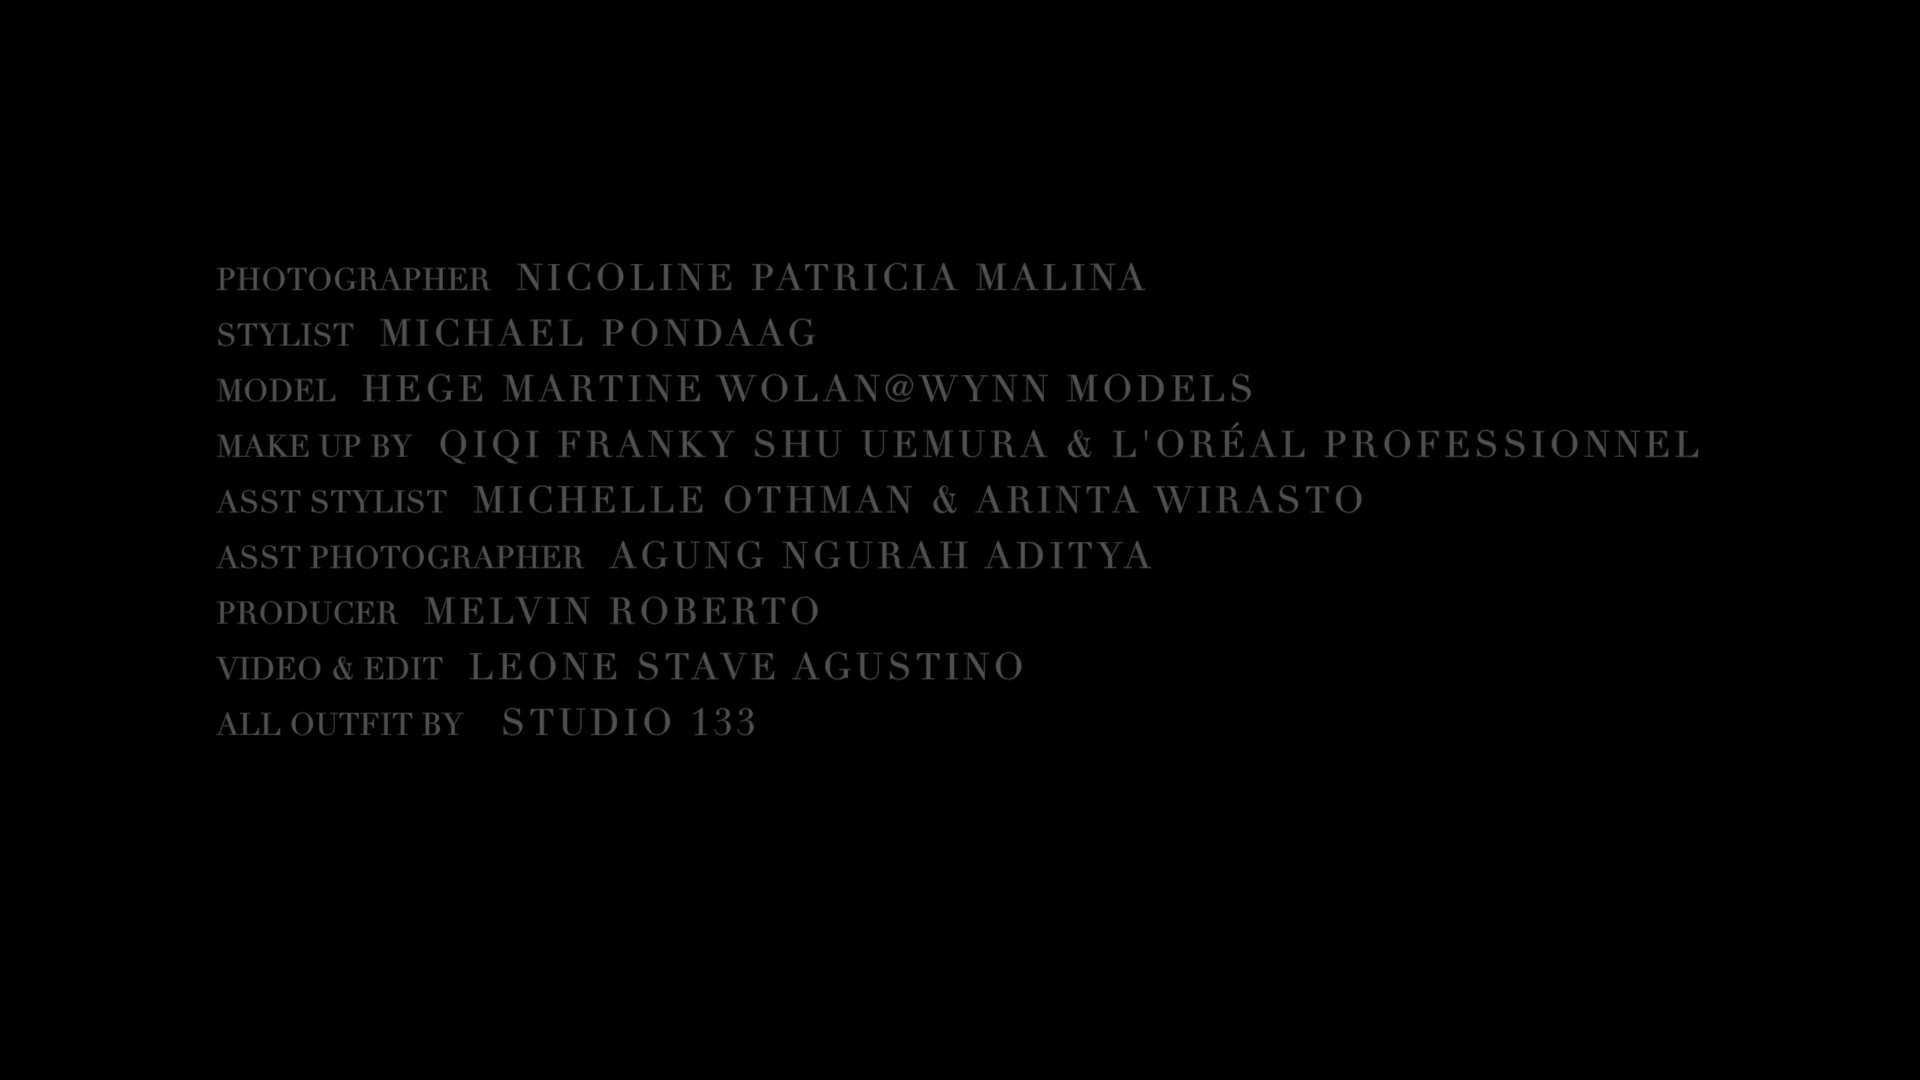 PHOTOGRAPHER NICOLINE PATRICIA MALINA
STYLIST MICHAEL PONDAAG
MODEL HEGE MARTINE WOLAN@WYNN MODELS
MAKE UP BY QIQI FRANKY SHU UEMURA & L'ORÉAL PROFESSIONNEL
ASST STYLIST MICHELLE OTHMAN & ARINTA WIRASTO
ASST PHOTOGRAPHER AGUNG NGURAH ADITYA
PRODUCER MELVIN ROBERTO
VIDEO & EDIT LEONE STAVE AGUSTINO
ALL OUTFIT BY STUDIO 133